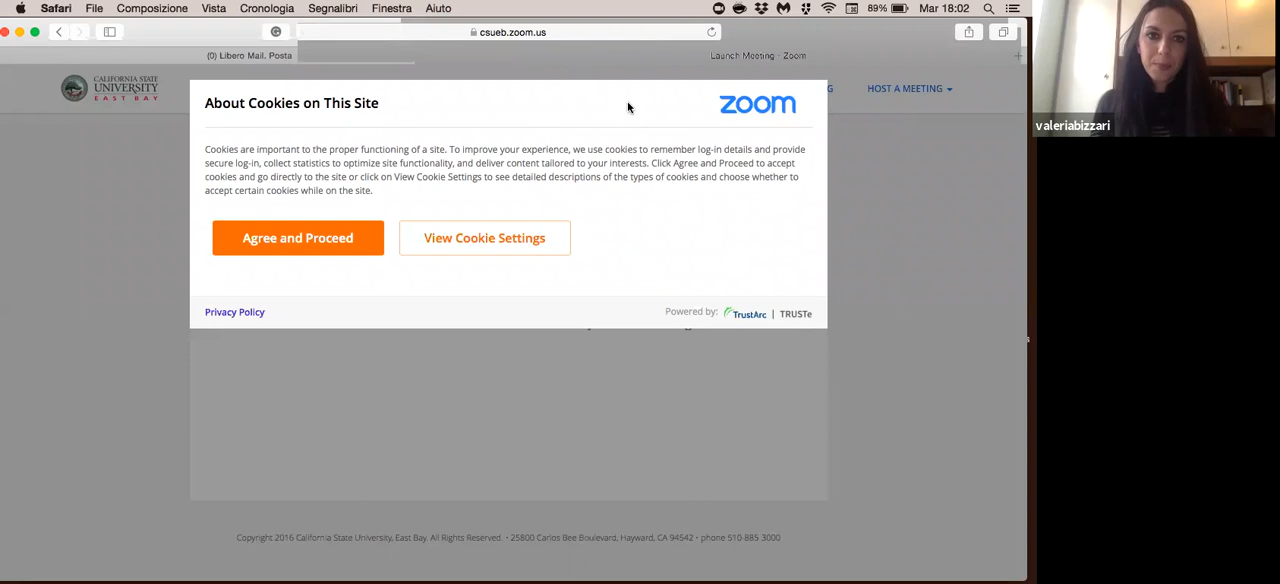 Safari File Composizione Vista Cronologia Segnalibri Finestra Aiuto 89% Mar 18:02
csueb.zoom.us
(0) Libero Mail. Posta Launch Meeting - Zoom
CALIFORNIA STATE
UNIVERSITY
EAST BAY
G HOST A MEETING
valeriabizzari
About Cookies on This Site
zoom
Cookies are important to the proper functioning of a site. To improve your experience, we use cookies to remember log-in details and provide
secure log-in, collect statistics to optimize site functionality, and deliver content tailored to your interests. Click Agree and Proceed to accept
cookies and go directly to the site or click on View Cookie Settings to see detailed descriptions of the types of cookies and choose whether to
accept certain cookies while on the site.
Agree and Proceed View Cookie Settings
Privacy Policy Powered by: TrustArc | TRUSTe
Copyright 2016 California State University, East Bay. All Rights Reserved. • 25800 Carlos Bee Boulevard, Hayward, CA 94542 • phone 510-885 3000